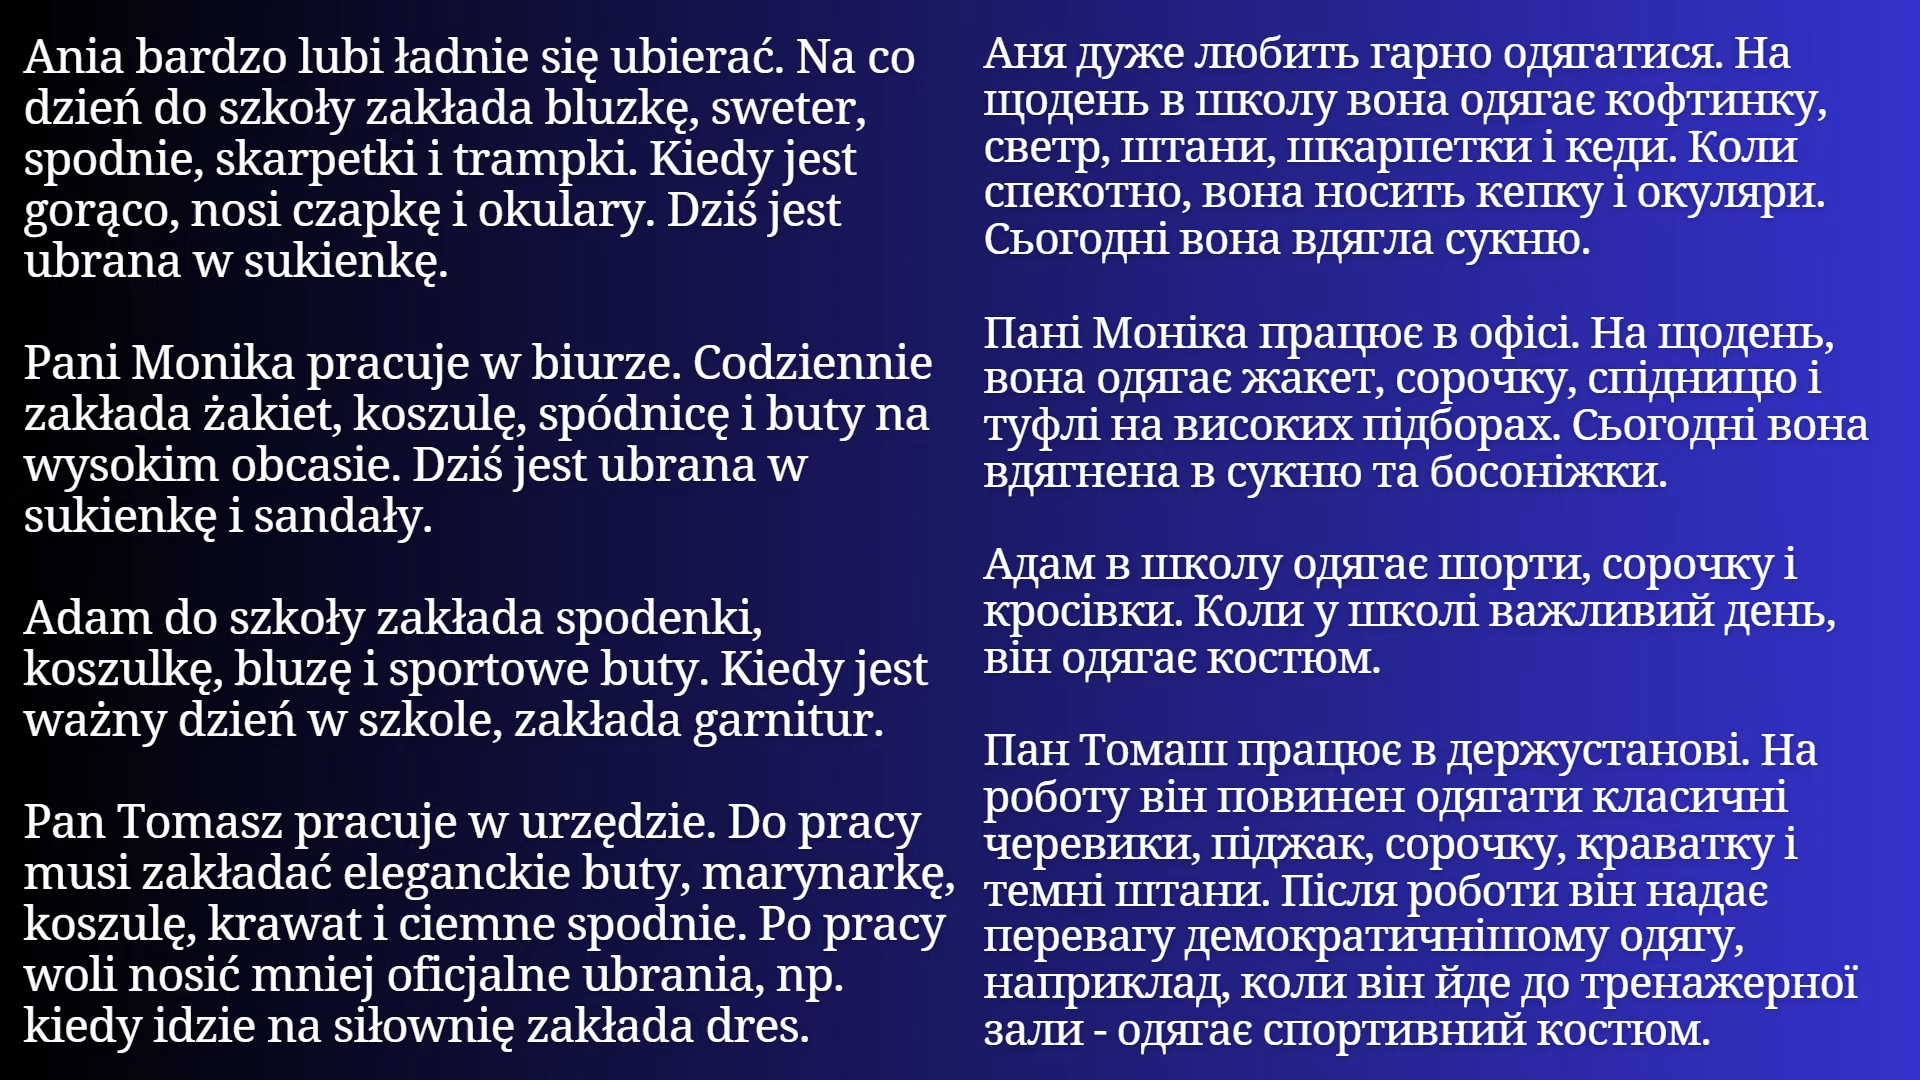 Ania bardzo lubi ładnie się ubierać. Na co
dzień do szkoły zakłada bluzkę, sweter,
spodnie, skarpetki i trampki. Kiedy jest
gorąco, nosi czapkę i okulary. Dziś jest
ubrana w sukienkę.
Pani Monika pracuje w biurze. Codziennie
zakłada żakiet, koszulę, spódnicę i buty na
wysokim obcasie. Dziś jest ubrana w
sukienkę i sandały.
Adam do szkoły zakłada spodenki,
koszulkę, bluzę i sportowe buty. Kiedy jest
ważny dzień w szkole, zakłada garnitur.
Pan Tomasz pracuje w urzędzie. Do pracy
musi zakładać eleganckie buty, marynarkę,
koszulę, krawat i ciemne spodnie. Po pracy
woli nosić mniej oficjalne ubrania, np.
kiedy idzie na siłownię zakłada dres.
Аня дуже любить гарно одягатися. На
щодень в школу вона одягає кофтинку,
светр, штани, шкарпетки і кеди. Коли
спекотно, вона носить кепку і окуляри.
Сьогодні вона вдягла сукню.
Пані Моніка працює в офісі. На щодень,
вона одягає жакет, сорочку, спідницю і
туфлі на високих підборах. Сьогодні вона
вдягнена в сукню та босоніжки.
Адам в школу одягає шорти, сорочку і
кросівки. Коли у школі важливий день,
він одягає костюм.
Пан Томаш працює в держустанові. На
роботу він повинен одягати класичні
черевики, піджак, сорочку, краватку і
темні штани. Після роботи він надає
перевагу демократичнішому одягу,
наприклад, коли він йде до тренажерної
зали - одягає спортивний костюм.